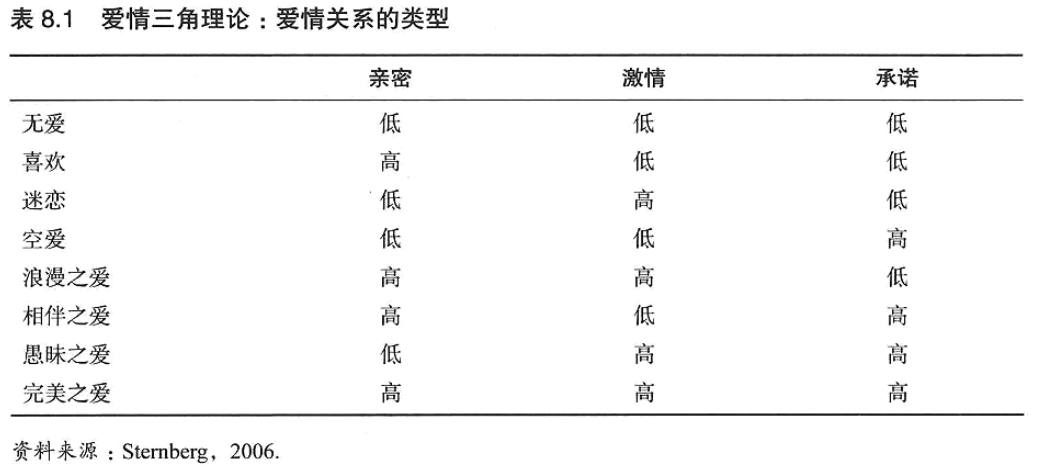 表 8.1 爱情三角理论：爱情关系的类型
亲密 激情 承诺
无爱 低 低 低
喜欢 高 低 低
迷恋 低 高 低
空爱 低 低 高
浪漫之爱 高 高 低
相伴之爱 高 低 高
愚昧之爱 低 高 高
完美之爱 高 高 高
资料来源：Sternberg，2006.